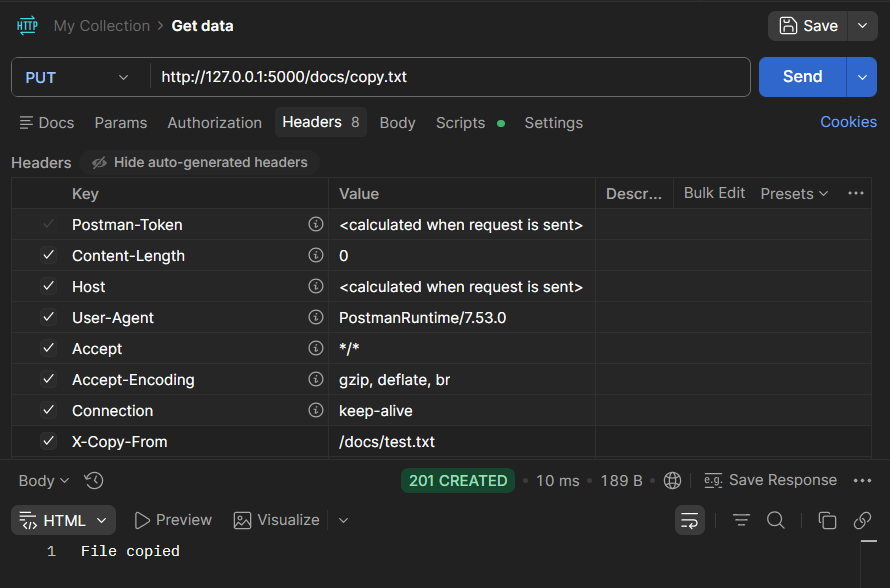 HTTP My Collection > Get data Save
PUT http://127.0.0.1:5000/docs/copy.txt Send
Docs Params Authorization Headers 8 Body Scripts Settings Cookies
Headers Hide auto-generated headers
Key Value Descr... Bulk Edit Presets
Postman-Token <calculated when request is sent>
Content-Length 0
Host <calculated when request is sent>
User-Agent PostmanRuntime/7.53.0
Accept */*
Accept-Encoding gzip, deflate, br
Connection keep-alive
X-Copy-From /docs/test.txt
Body 201 CREATED • 10 ms • 189 B • e.g. Save Response
HTML Preview Visualize
1 File copied